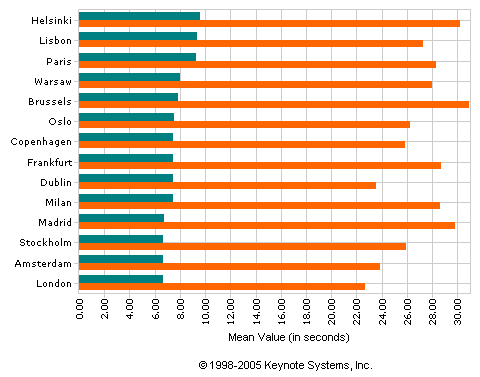 Helsinki
Lisbon
Paris
Warsaw
Brussels
Oslo
Copenhagen
Frankfurt
Dublin
Milan
Madrid
Stockholm
Amsterdam
London
0.00 2.00 4.00 6.00 8.00 10.00 12.00 14.00 16.00 18.00 20.00 22.00 24.00 26.00 28.00 30.00
Mean Value (in seconds)
©1998-2005 Keynote Systems, Inc.